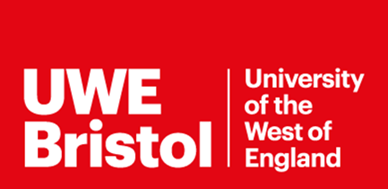 UWE
Bristol
University
of the
West of
England